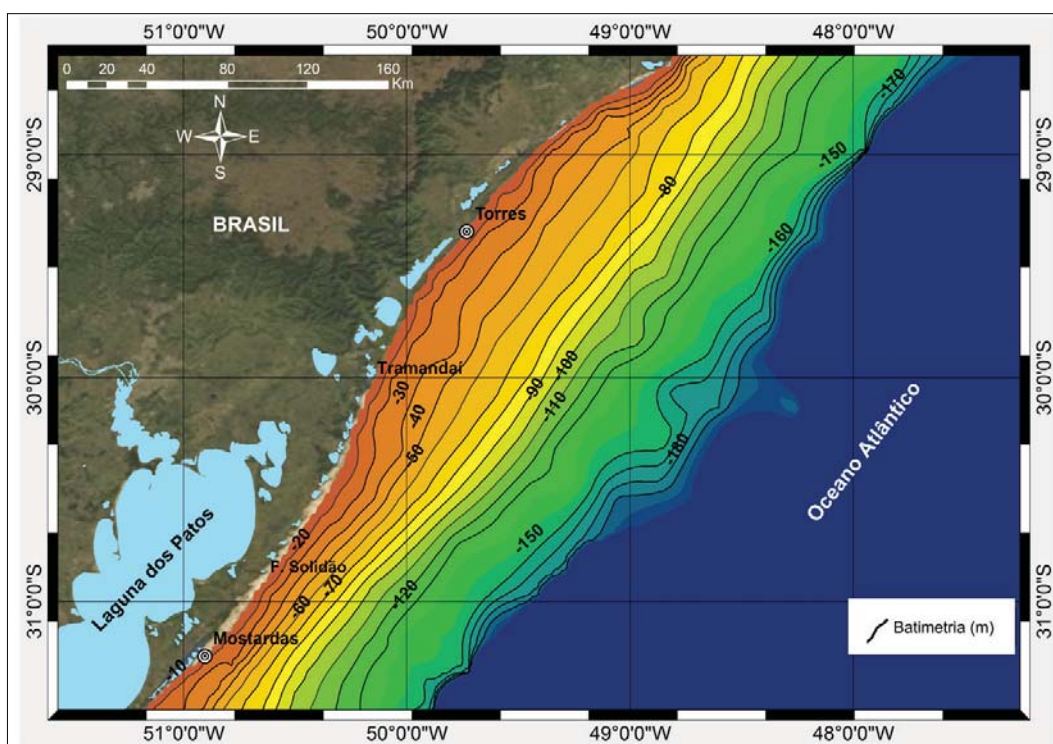 51°0'0"W 50°0'0"W 49°0'0"W 48°0'0"W
0 20 40 80 120 160
Km
N
W E
S
BRASIL
Torres
Tramandaí
F. Solidão
Mostardas
Laguna dos Patos
Oceano Atlântico
-170
-150
-80
-160
-100
-90
-110
-30
-40
-50
-180
-150
-20
-70
-60
-120
-10
29°0'0"S
30°0'0"S
31°0'0"S
29°0'0"S
30°0'0"S
31°0'0"S
Batimetria (m)
51°0'0"W 50°0'0"W 49°0'0"W 48°0'0"W